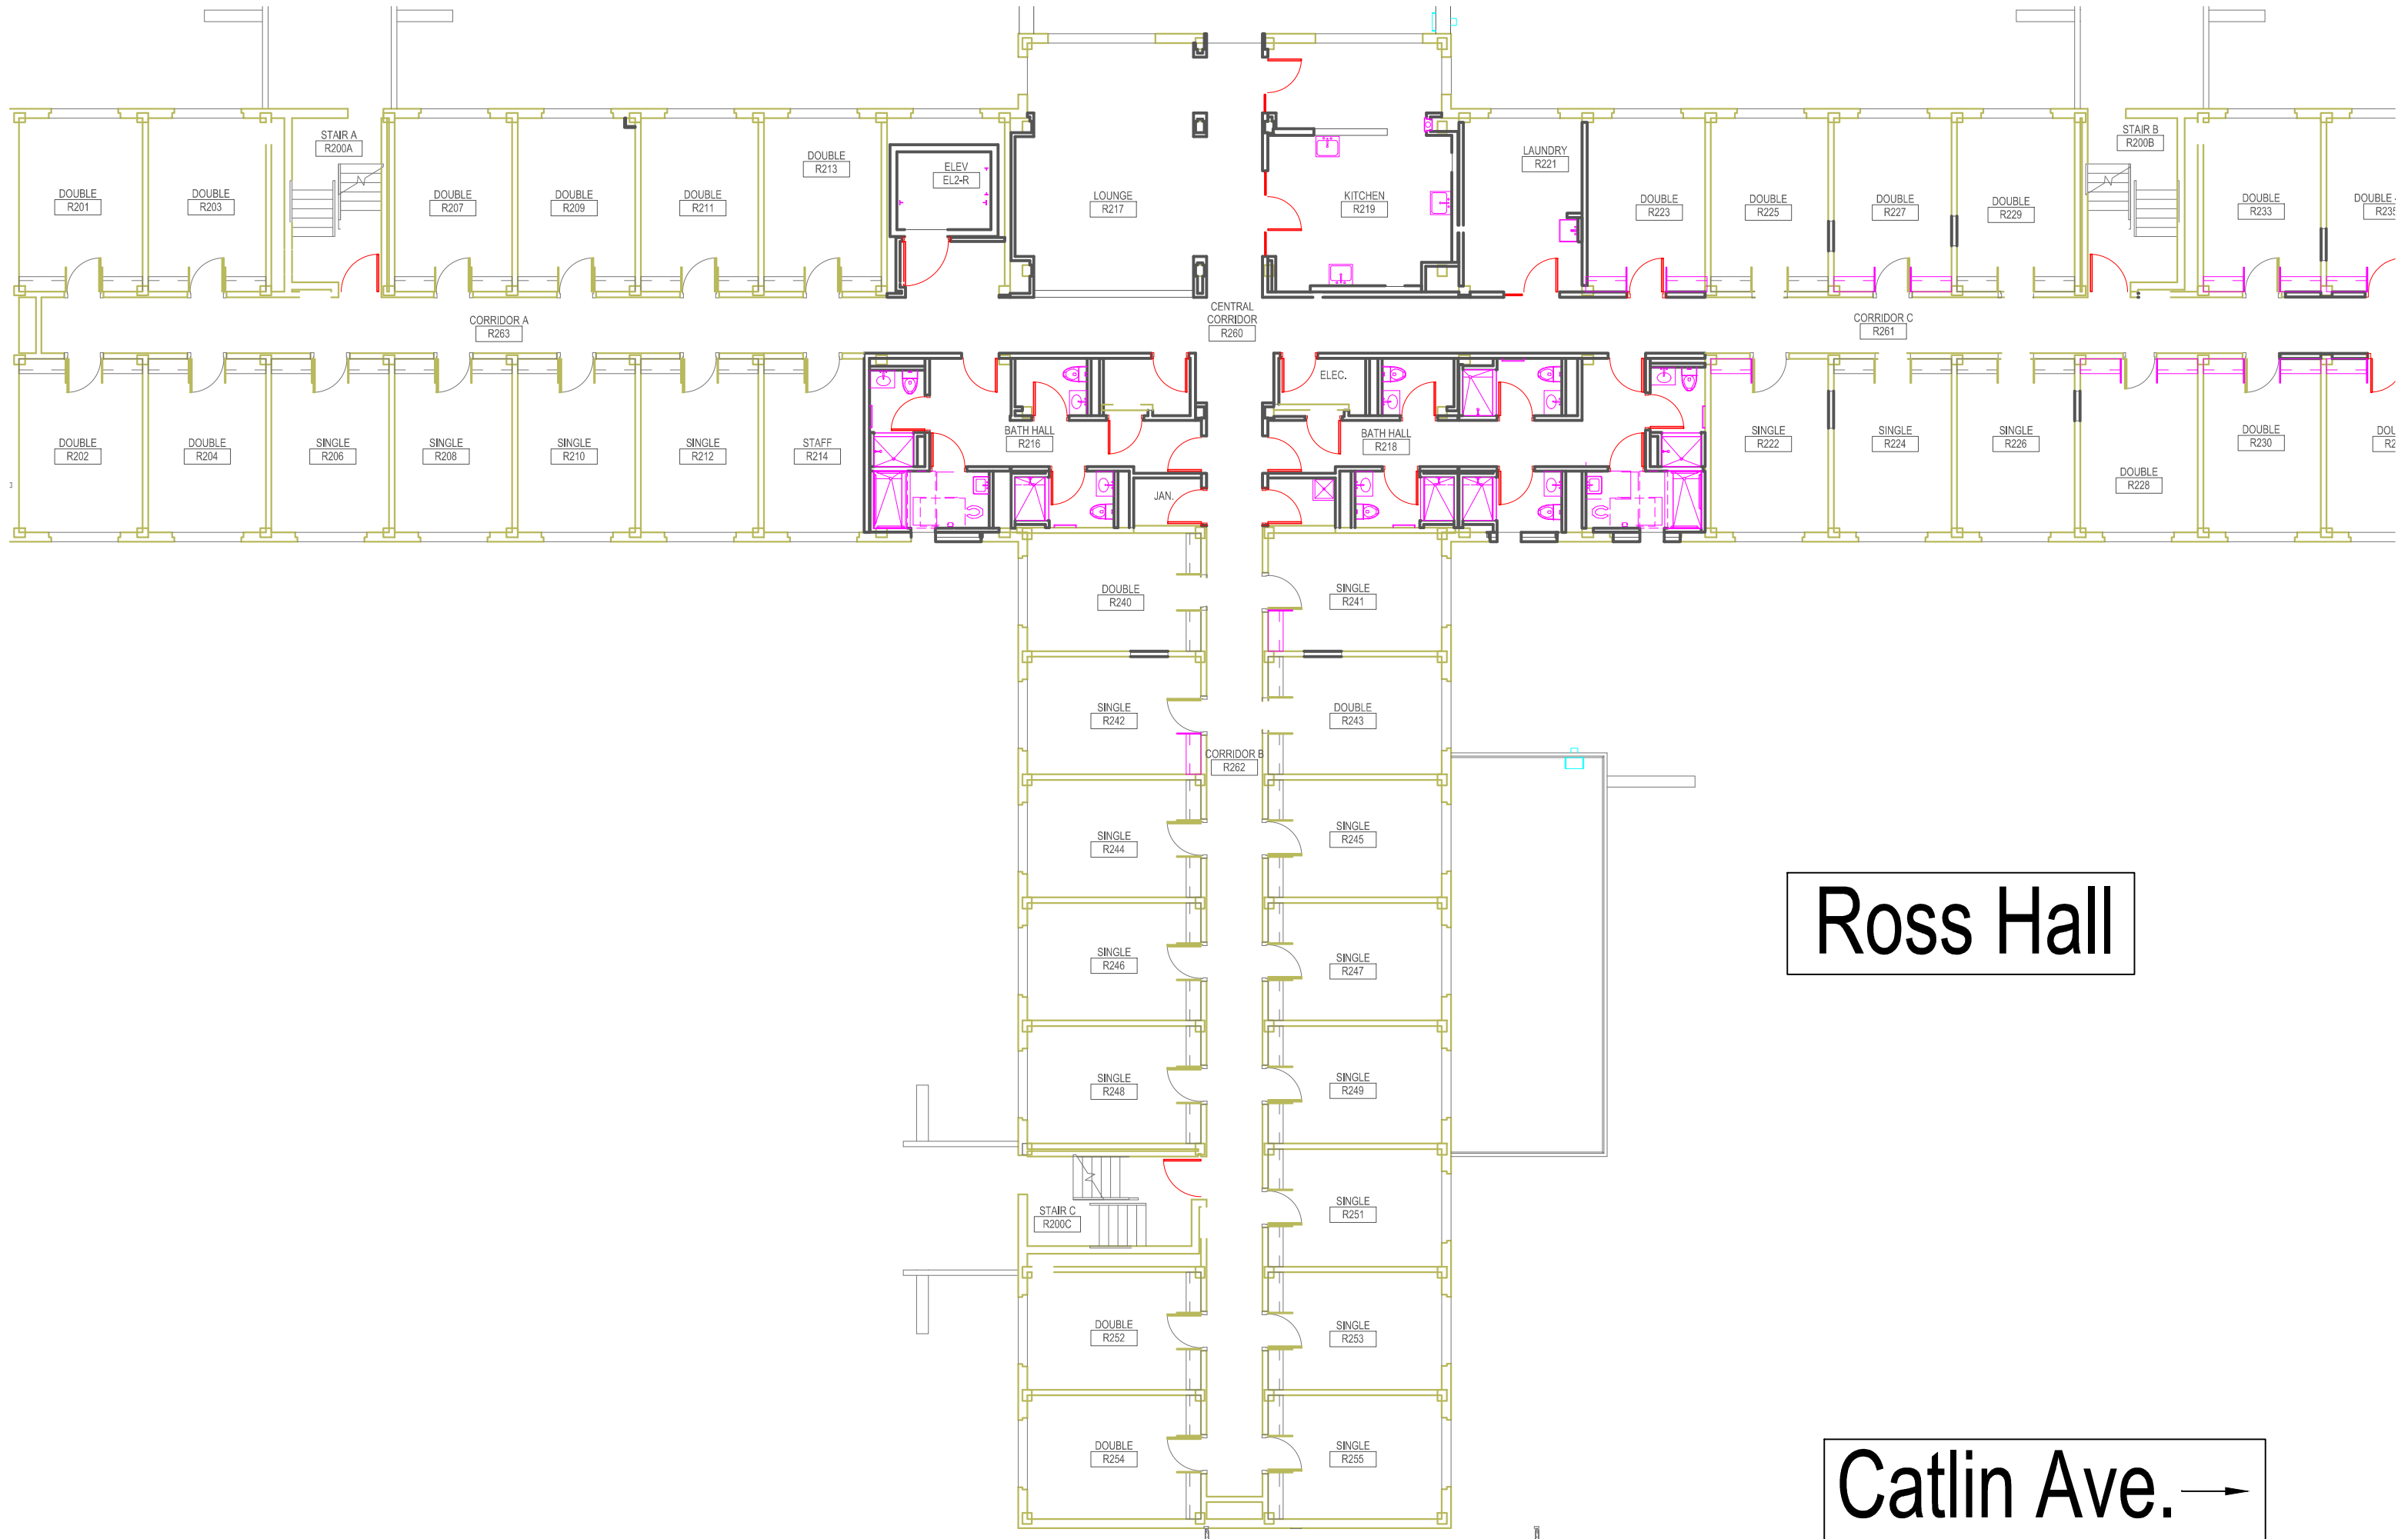 STAIR A
R200A
DOUBLE
R201
DOUBLE
R203
DOUBLE
R207
DOUBLE
R209
DOUBLE
R211
DOUBLE
R213
ELEV
EL2-R
LOUNGE
R217
KITCHEN
R219
LAUNDRY
R221
DOUBLE
R223
DOUBLE
R225
DOUBLE
R227
DOUBLE
R229
STAIR B
R200B
DOUBLE
R233
DOUBLE
R235
CORRIDOR A
R263
CENTRAL
CORRIDOR
R260
CORRIDOR C
R261
DOUBLE
R202
DOUBLE
R204
SINGLE
R206
SINGLE
R208
SINGLE
R210
SINGLE
R212
STAFF
R214
BATH HALL
R216
JAN.
ELEC.
BATH HALL
R218
SINGLE
R222
SINGLE
R224
SINGLE
R226
DOUBLE
R228
DOUBLE
R230
DOU
R2
DOUBLE
R240
SINGLE
R241
SINGLE
R242
DOUBLE
R243
CORRIDOR B
R262
SINGLE
R244
SINGLE
R245
SINGLE
R246
SINGLE
R247
SINGLE
R248
SINGLE
R249
STAIR C
R200C
SINGLE
R251
DOUBLE
R252
SINGLE
R253
DOUBLE
R254
SINGLE
R255
Ross Hall
Catlin Ave.